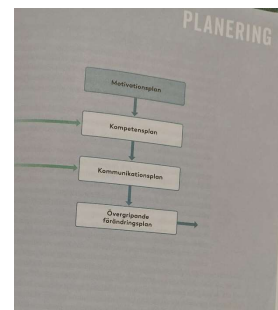 PLANERING
Motivationsplan
Kompetensplan
Kommunikationsplan
Övergripande
förändringsplan